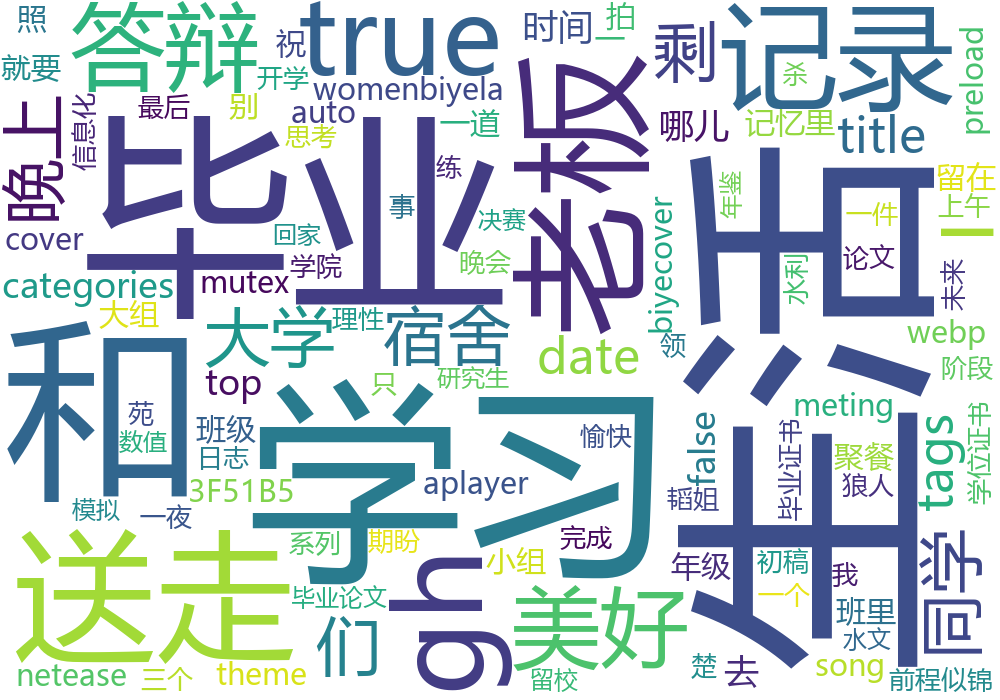 照
答辩
祝
true
时间
拍
一
剩
记录
就要
开学
womenbiyela
杀
preload
晚上
信息化
最后
别
auto
思考
一道
老板
哪儿
记忆里
title
毕业
练
年鉴
留在
上午
一
cover
回家
事
决赛
生活
一件
categories
mutex
学院
晚会
biyecover
水利
论文
未来
大组
大学
理性
宿舍
date
领
webp
和
top
只
研究生
阶段
苑
数值
班级
日志
学习
愉快
false
meting
毕业证书
聚餐
tags
学位证书
3F51B5
aplayer
韬姐
狼人
模拟
一夜
系列
期盼
完成
小组
年级
初稿
我
同学
送走
毕业论文
们
gh
美好
一个
班里
水文
netease
三个
theme
留校
楚
去
song
前程似锦